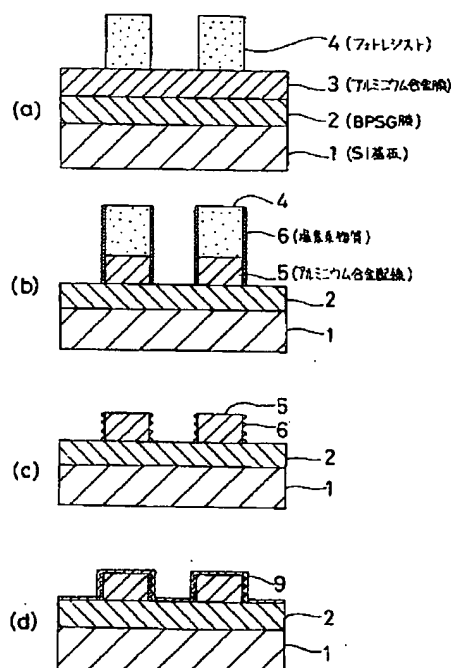 4 (フォトレジスト)
3 (アルミニウム合金膜)
2 (BPSG膜)
1 (Si基板)
(a)
4
6 (塩素系物質)
5 (アルミニウム合金配線)
2
1
(b)
5
6
2
1
(c)
9
2
1
(d)